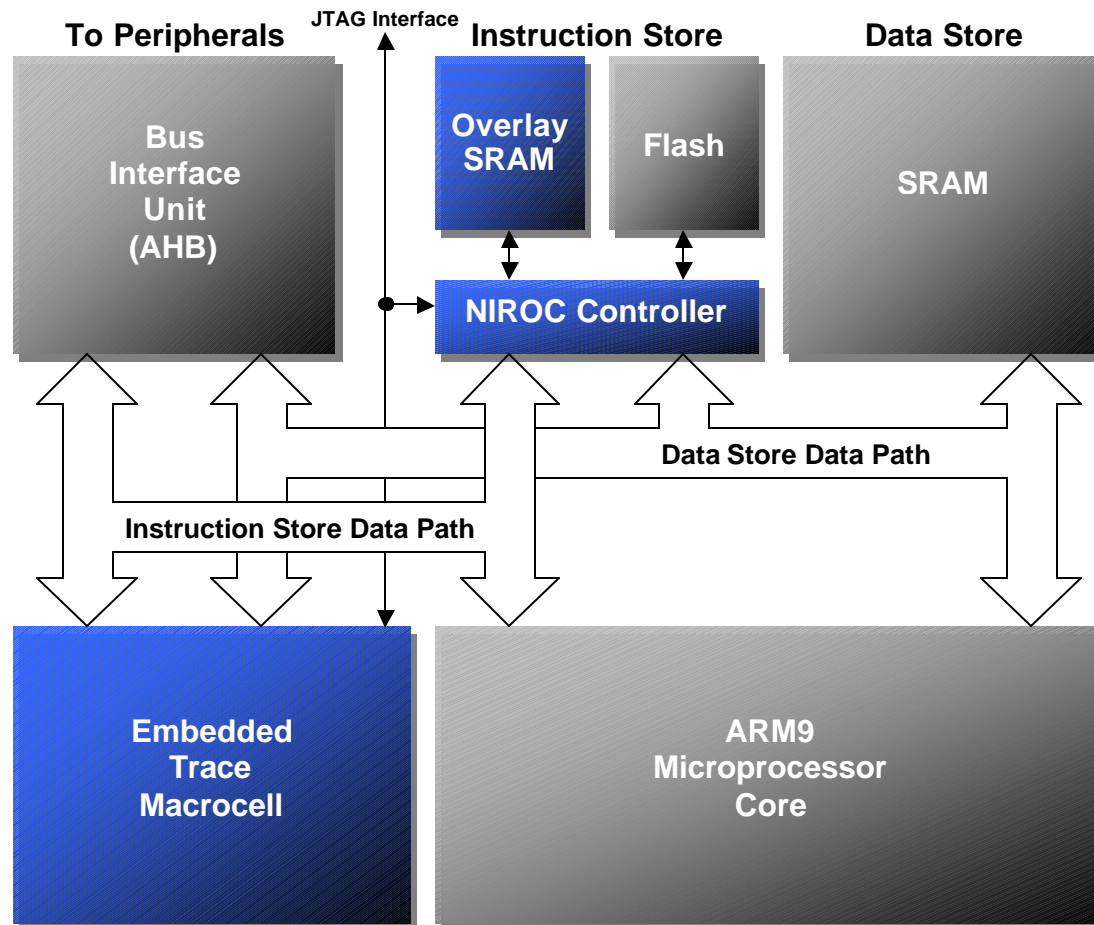 JTAG Interface
To Peripherals
Instruction Store
Data Store
Bus
Interface
Unit
(AHB)
Overlay
SRAM
Flash
SRAM
NIROC Controller
Data Store Data Path
Instruction Store Data Path
Embedded
Trace
Macrocell
ARM9
Microprocessor
Core